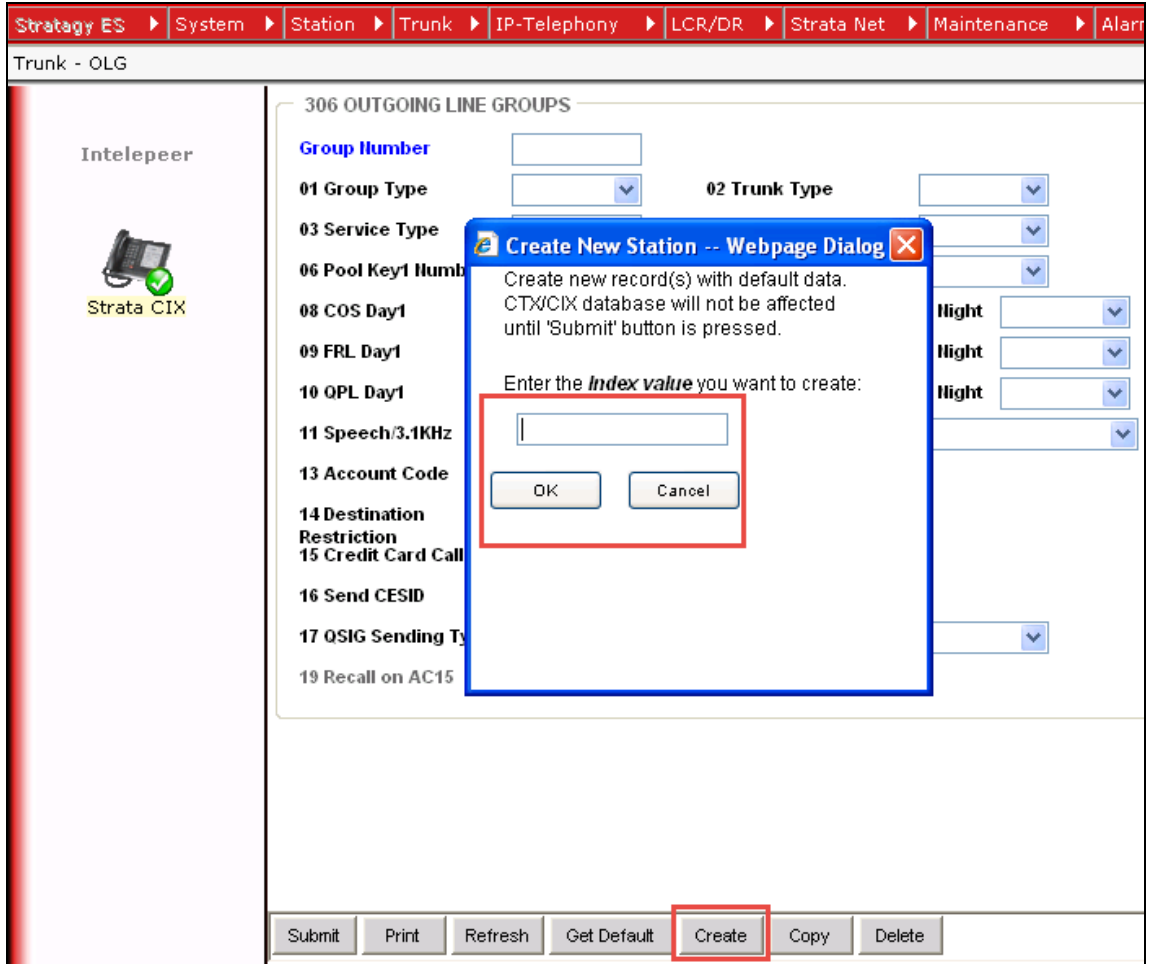 Stratagy ES System Station Trunk IP-Telephony LCR/DR Strata Net Maintenance
Trunk - OLG
Intelepeer
Strata CIX
306 OUTGOING LINE GROUPS
Group Number
01 Group Type 02 Trunk Type
03 Service Type
06 Pool Key1 Numb
08 COS Day1 Night
09 FRL Day1 Night
10 QPL Day1 Night
11 Speech/3.1KHz
13 Account Code
14 Destination
Restriction
15 Credit Card Call
16 Send CESID
17 QSIG Sending Ty
19 Recall on AC15
Create New Station -- Webpage Dialog
Create new record(s) with default data.
CTX/CIX database will not be affected
until 'Submit' button is pressed.
Enter the Index value you want to create:
OK Cancel
Submit Print Refresh Get Default Create Copy Delete